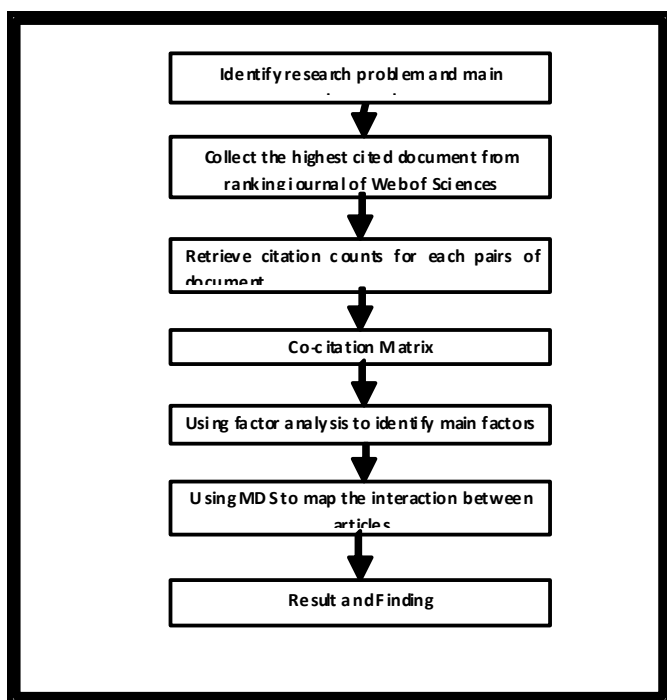 Identify research problem and main
Collect the highest cited document from
ranking journal of Web of Sciences
Retrieve citation counts for each pairs of
document
Co-citation Matrix
Using factor analysis to identify main factors
Using MDS to map the interaction between
articles
Result and Finding